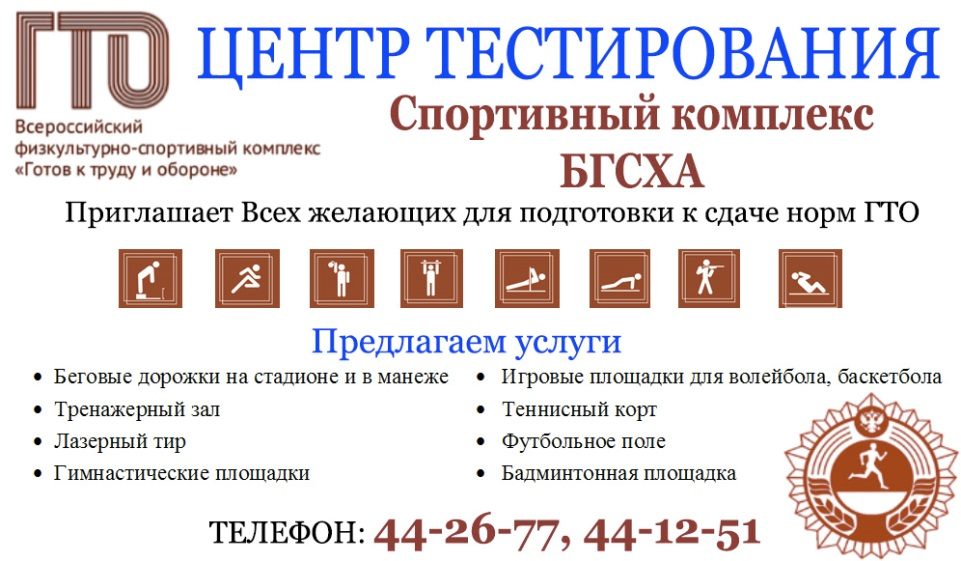 ГТО
Всероссийский
физкультурно-спортивный комплекс
«Готов к труду и обороне»
ЦЕНТР ТЕСТИРОВАНИЯ
Спортивный комплекс
БГСХА
Приглашает Всех желающих для подготовки к сдаче норм ГТО
Предлагаем услуги
• Беговые дорожки на стадионе и в манеже
• Тренажерный зал
• Лазерный тир
• Гимнастические площадки
• Игровые площадки для волейбола, баскетбола
• Теннисный корт
• Футбольное поле
• Бадминтонная площадка
ТЕЛЕФОН: 44-26-77, 44-12-51